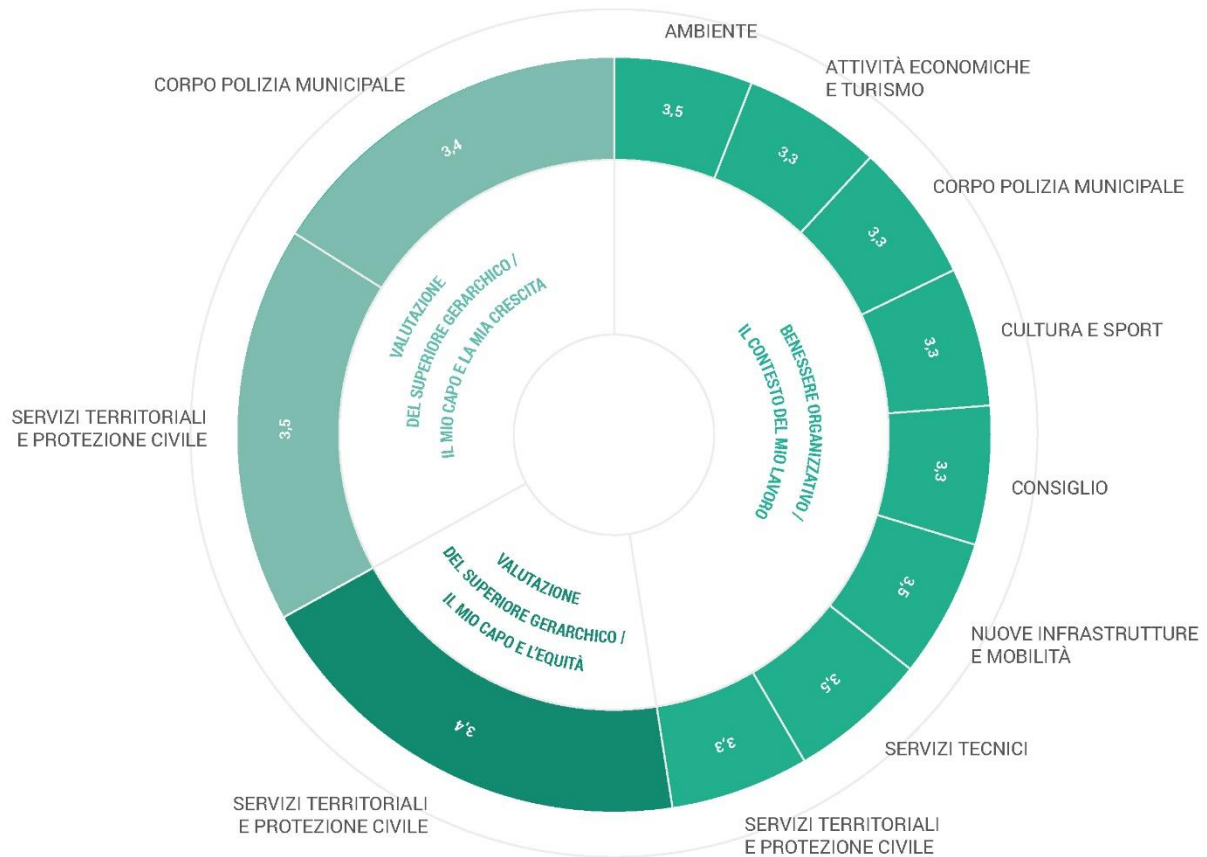 AMBIENTE
3,5
ATTIVITÀ ECONOMICHE
E TURISMO
3,3
CORPO POLIZIA MUNICIPALE
3,3
CULTURA E SPORT
3,3
CONSIGLIO
3,3
NUOVE INFRASTRUTTURE
E MOBILITÀ
3,5
SERVIZI TECNICI
3,5
SERVIZI TERRITORIALI
E PROTEZIONE CIVILE
3,3
BENESSERE ORGANIZZATIVO /
IL CONTESTO DEL MIO LAVORO
SERVIZI TERRITORIALI
E PROTEZIONE CIVILE
3,4
VALUTAZIONE
DEL SUPERIORE GERARCHICO /
IL MIO CAPO E L'EQUITÀ
SERVIZI TERRITORIALI
E PROTEZIONE CIVILE
3,5
CORPO POLIZIA MUNICIPALE
3,4
VALUTAZIONE
DEL SUPERIORE GERARCHICO /
IL MIO CAPO E LA MIA CRESCITA